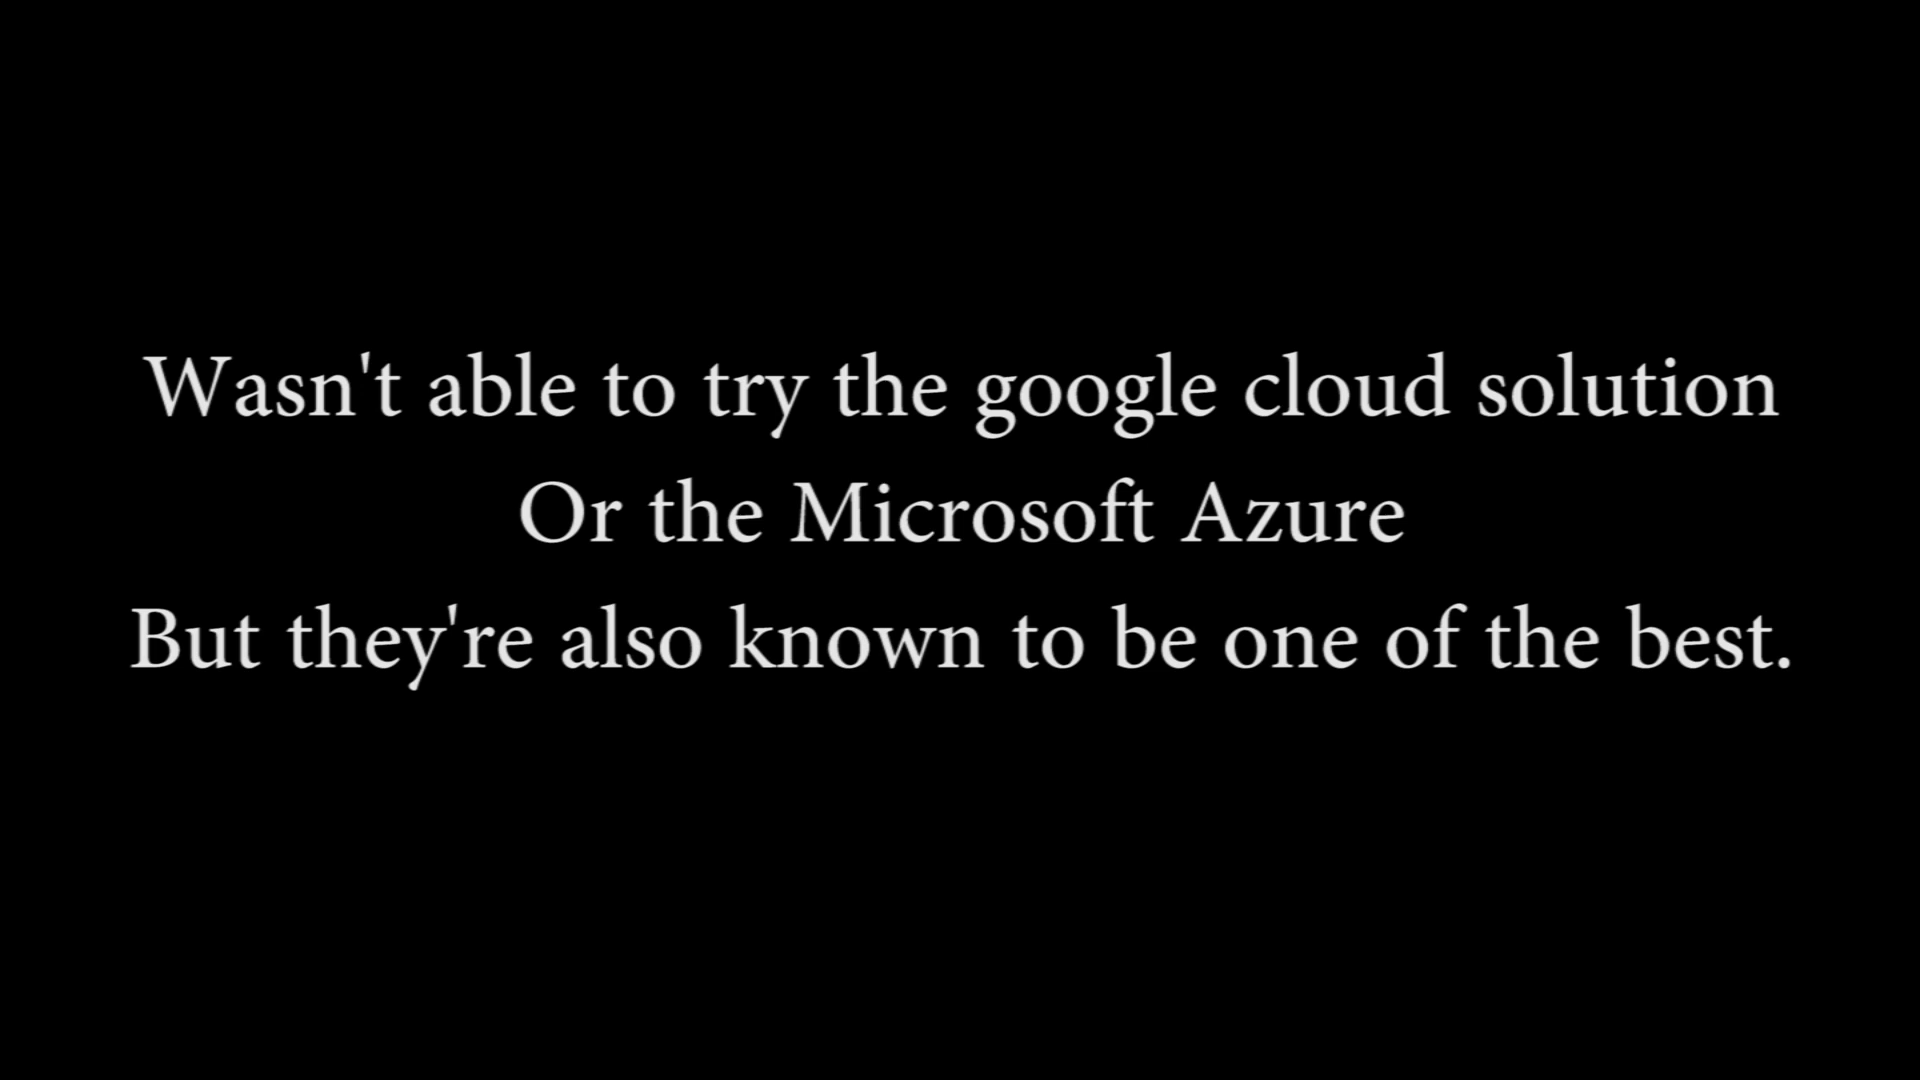 Wasn't able to try the google cloud solution
Or the Microsoft Azure
But they're also known to be one of the best.